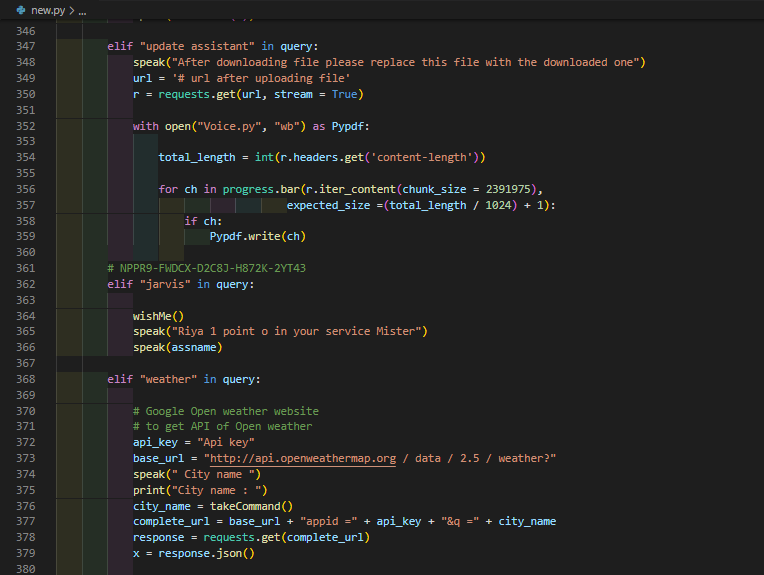 new.py > ...
346
347 elif "update assistant" in query:
348 speak("After downloading file please replace this file with the downloaded one")
349 url = '# url after uploading file'
350 r = requests.get(url, stream = True)
351
352 with open("Voice.py", "wb") as Pypdf:
353
354 total_length = int(r.headers.get('content-length'))
355
356 for ch in progress.bar(r.iter_content(chunk_size = 2391975),
357 expected_size =(total_length / 1024) + 1):
358 if ch:
359 Pypdf.write(ch)
360
361 # NPPR9-FWDCX-D2C8J-H872K-2YT43
362 elif "jarvis" in query:
363
364 wishMe()
365 speak("Riya 1 point o in your service Mister")
366 speak(assname)
367
368 elif "weather" in query:
369
370 # Google Open weather website
371 # to get API of Open weather
372 api_key = "Api key"
373 base_url = "http://api.openweathermap.org / data / 2.5 / weather?"
374 speak(" City name ")
375 print("City name : ")
376 city_name = takeCommand()
377 complete_url = base_url + "appid =" + api_key + "&q =" + city_name
378 response = requests.get(complete_url)
379 x = response.json()
380